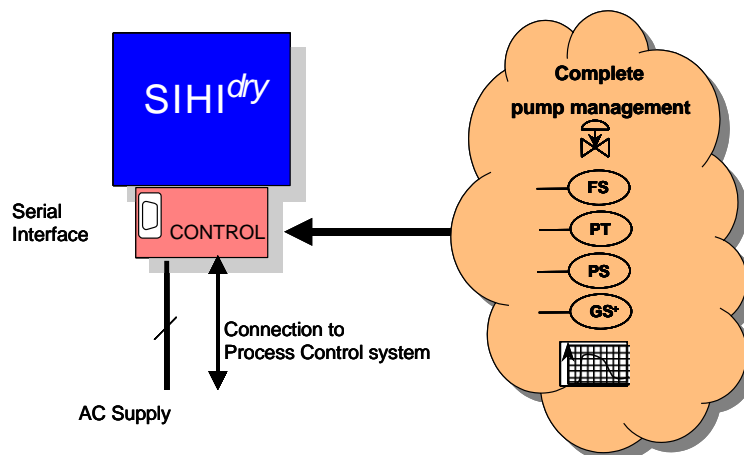 SIHIdry
Serial
Interface
CONTROL
Connection to
Process Control system
AC Supply
Complete
pump management
FS
PT
PS
GS+